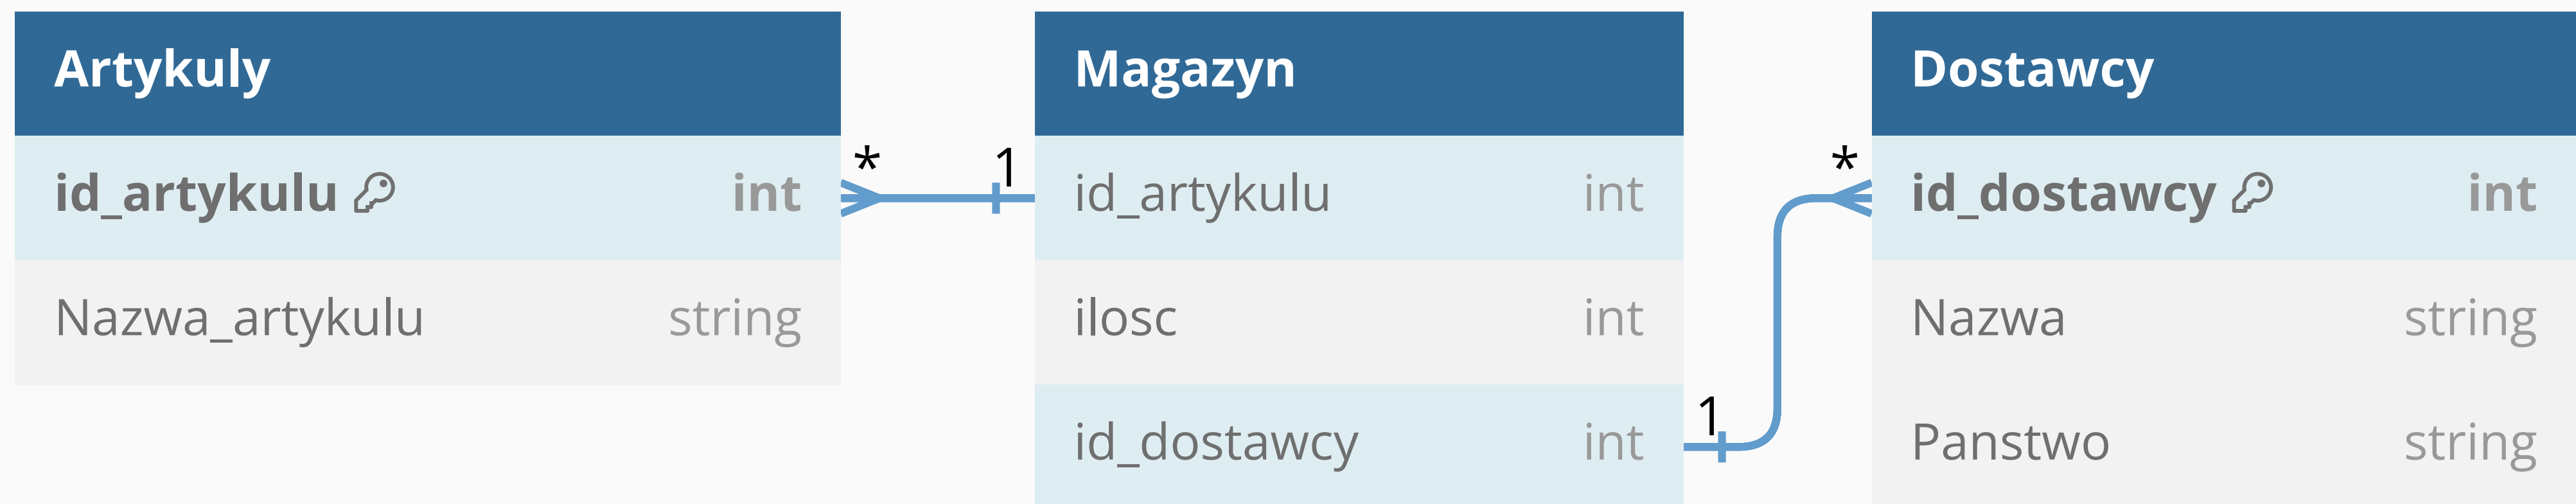 Artykuly
id_artykulu int
Nazwa_artykulu string
* 1
Magazyn
id_artykulu int
ilosc int
id_dostawcy int
1 *
Dostawcy
id_dostawcy int
Nazwa string
Panstwo string